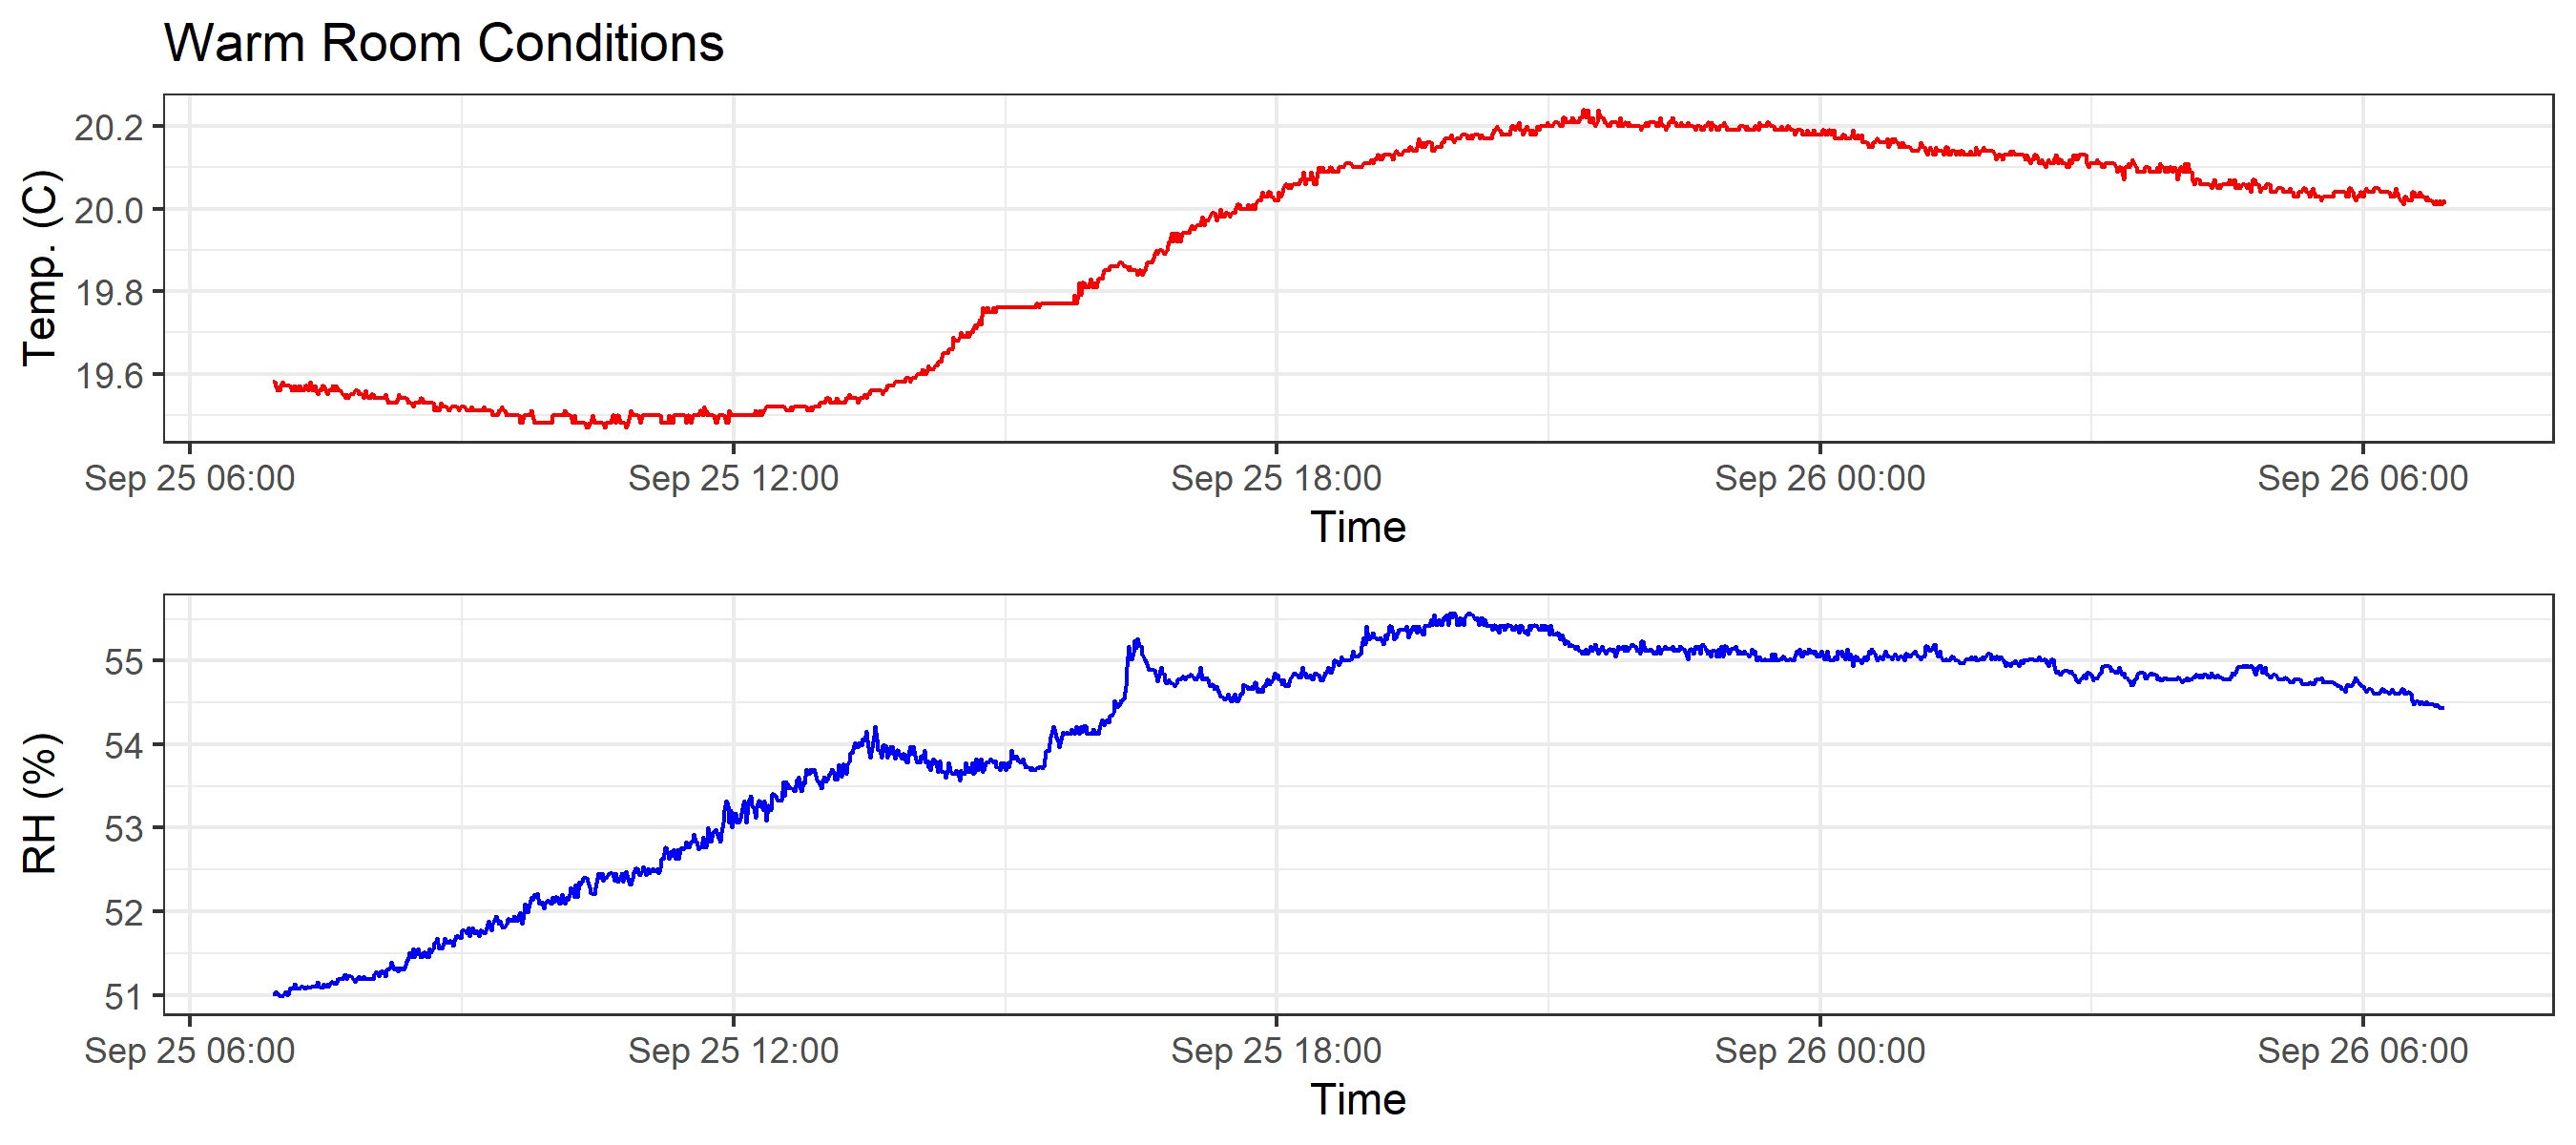 Warm Room Conditions
Temp. (C)
20.2
20.0
19.8
19.6
Sep 25 06:00 Sep 25 12:00 Sep 25 18:00 Sep 26 00:00 Sep 26 06:00
Time
RH (%)
55
54
53
52
51
Sep 25 06:00 Sep 25 12:00 Sep 25 18:00 Sep 26 00:00 Sep 26 06:00
Time